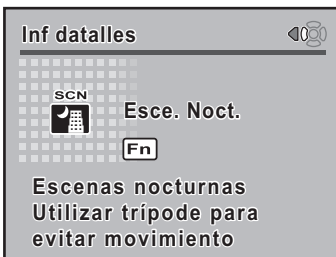 Inf datalles
SCN
Esce. Noct.
Fn
Escenas nocturnas
Utilizar trípode para
evitar movimiento